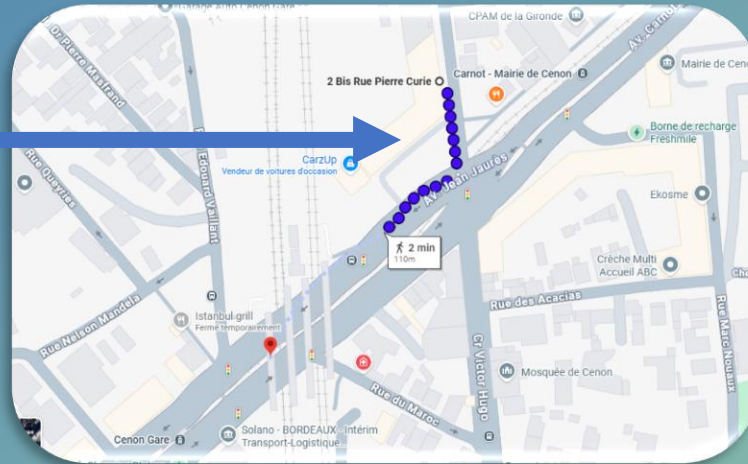 Garage Auto Cenon Gare
CPAM de la Gironde
Av. Carnot
Dr Pierre Masfrand
2 Bis Rue Pierre Curie
Carnot - Mairie de Cenon
Mairie de Ceno
Rue Edouard Vaillant
Borne de recharge
Freshmile
Rue Queyries
CarzUp
Vendeur de voitures d'occasion
Av. Jean Jaurès
Ekosme
2 min
110m
Crèche Multi
Accueil ABC
Rue Nelson Mandela
Istanbul grill
Fermé temporairement
Rue des Acacias
Rue Marc Nouaux
Cr Victor Hugo
Mosquée de Cenon
Rue du Maroc
Cenon Gare
Solano - BORDEAUX - Intérim
Transport-Logistique...